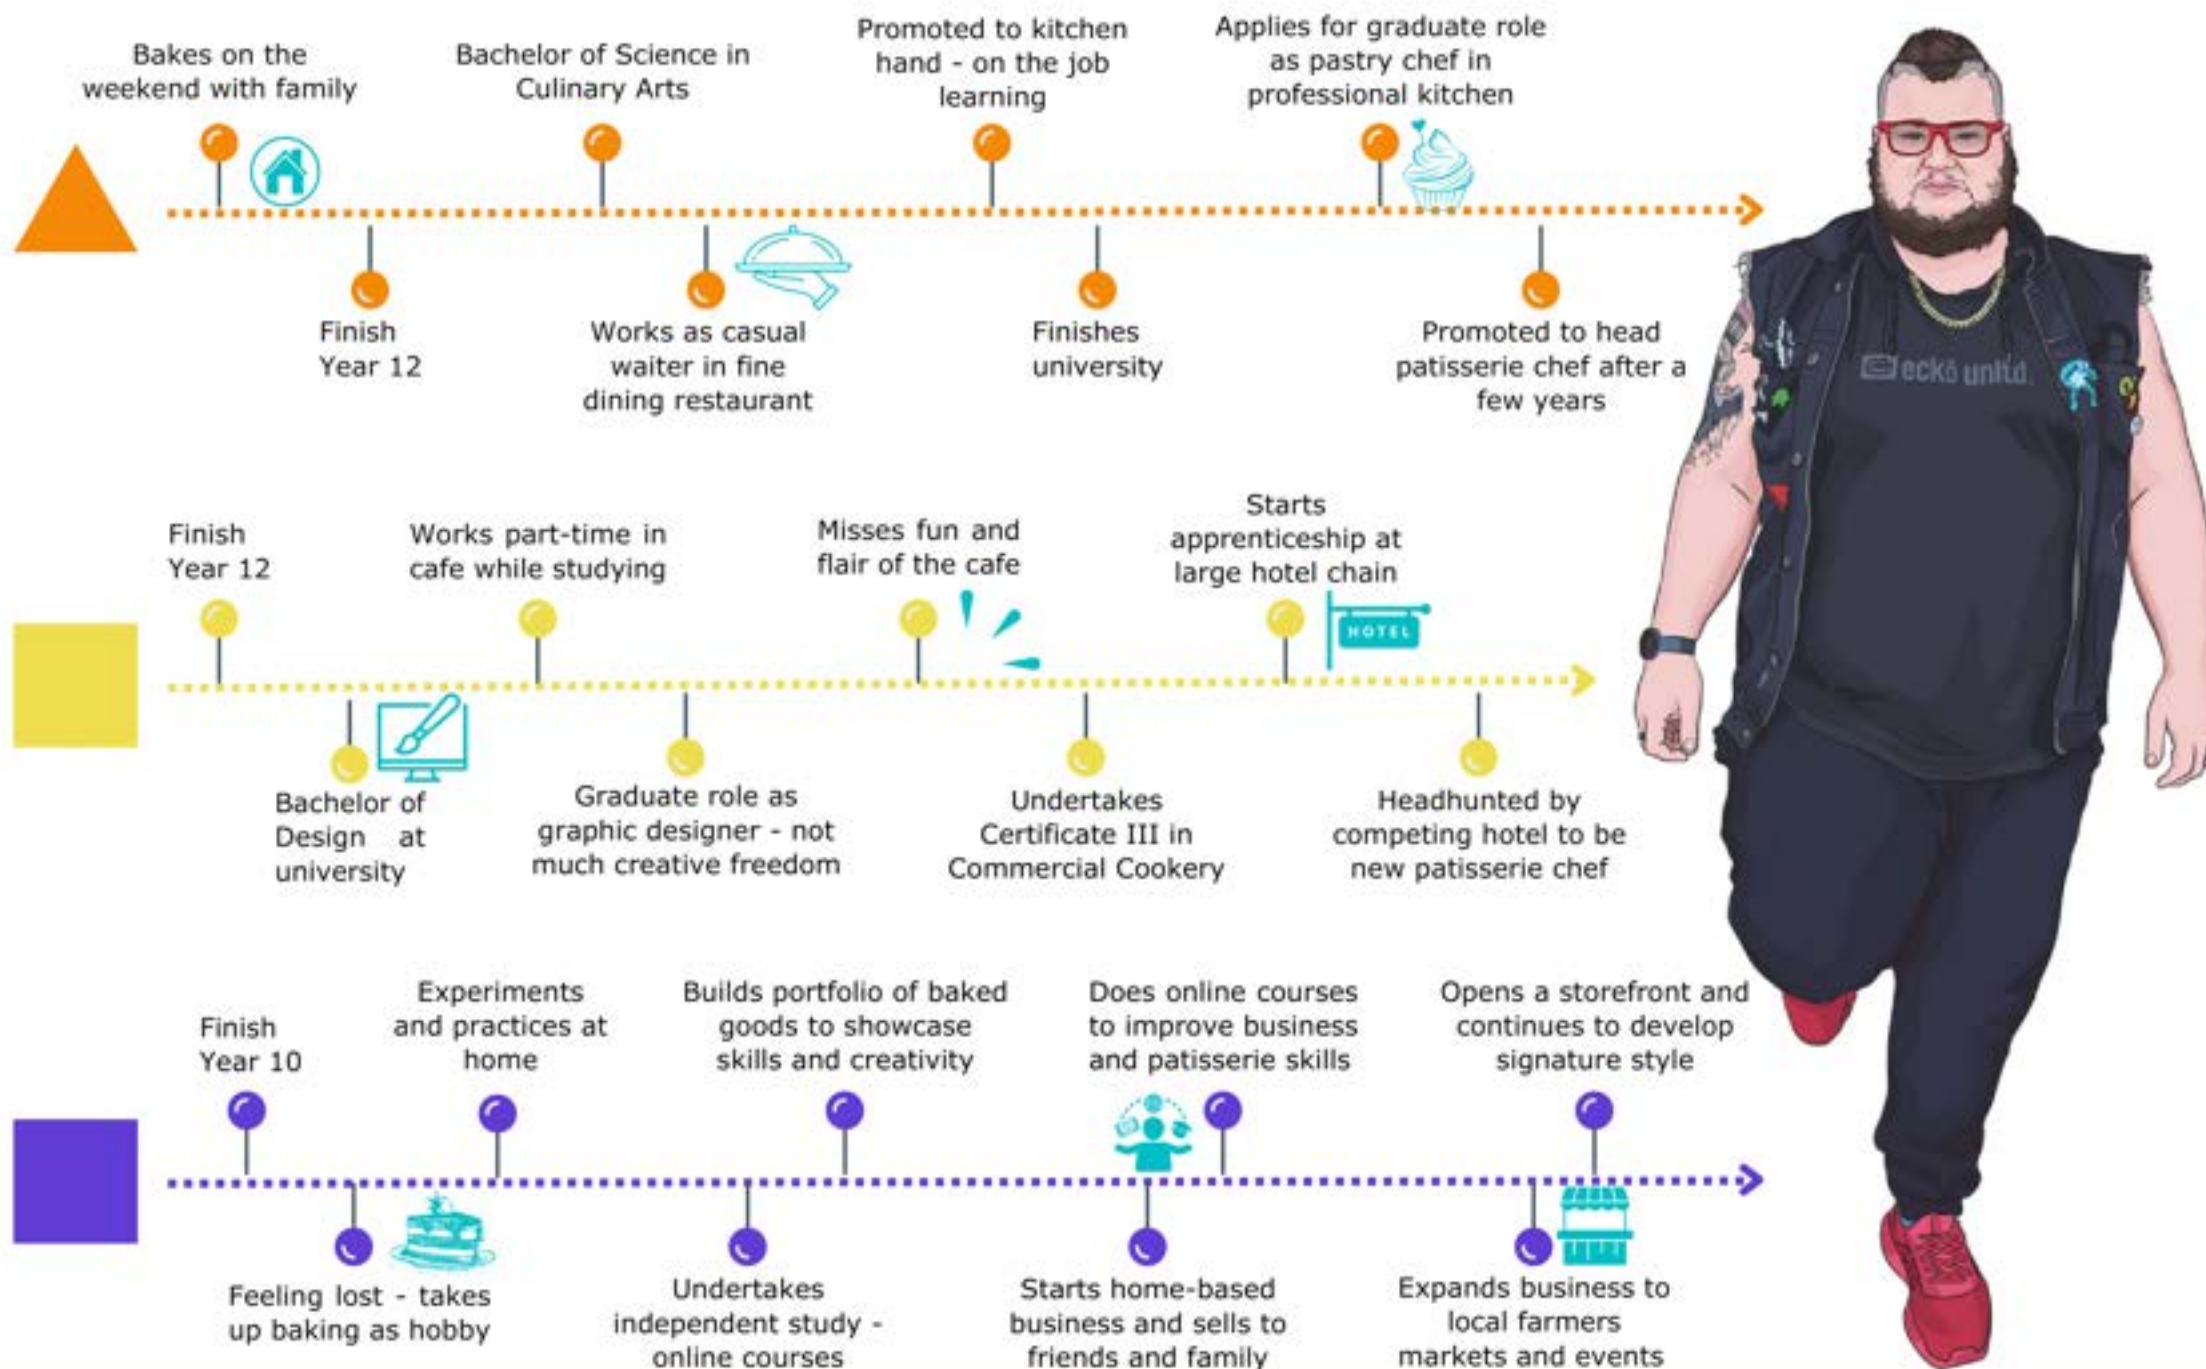 Bakes on the
weekend with family
Finish
Year 12
Bachelor of Science in
Culinary Arts
Works as casual
waiter in fine
dining restaurant
Promoted to kitchen
hand - on the job
learning
Finishes
university
Applies for graduate role
as pastry chef in
professional kitchen
Promoted to head
patisserie chef after a
few years
eckō unltd.
Finish
Year 12
Bachelor of
Design at
university
Works part-time in
cafe while studying
Graduate role as
graphic designer - not
much creative freedom
Misses fun and
flair of the cafe
Undertakes
Certificate III in
Commercial Cookery
Starts
apprenticeship at
large hotel chain
HOTEL
Headhunted by
competing hotel to be
new patisserie chef
Finish
Year 10
Feeling lost - takes
up baking as hobby
Experiments
and practices at
home
Undertakes
independent study -
online courses
Builds portfolio of baked
goods to showcase
skills and creativity
Starts home-based
business and sells to
friends and family
Does online courses
to improve business
and patisserie skills
Expands business to
local farmers
markets and events
Opens a storefront and
continues to develop
signature style